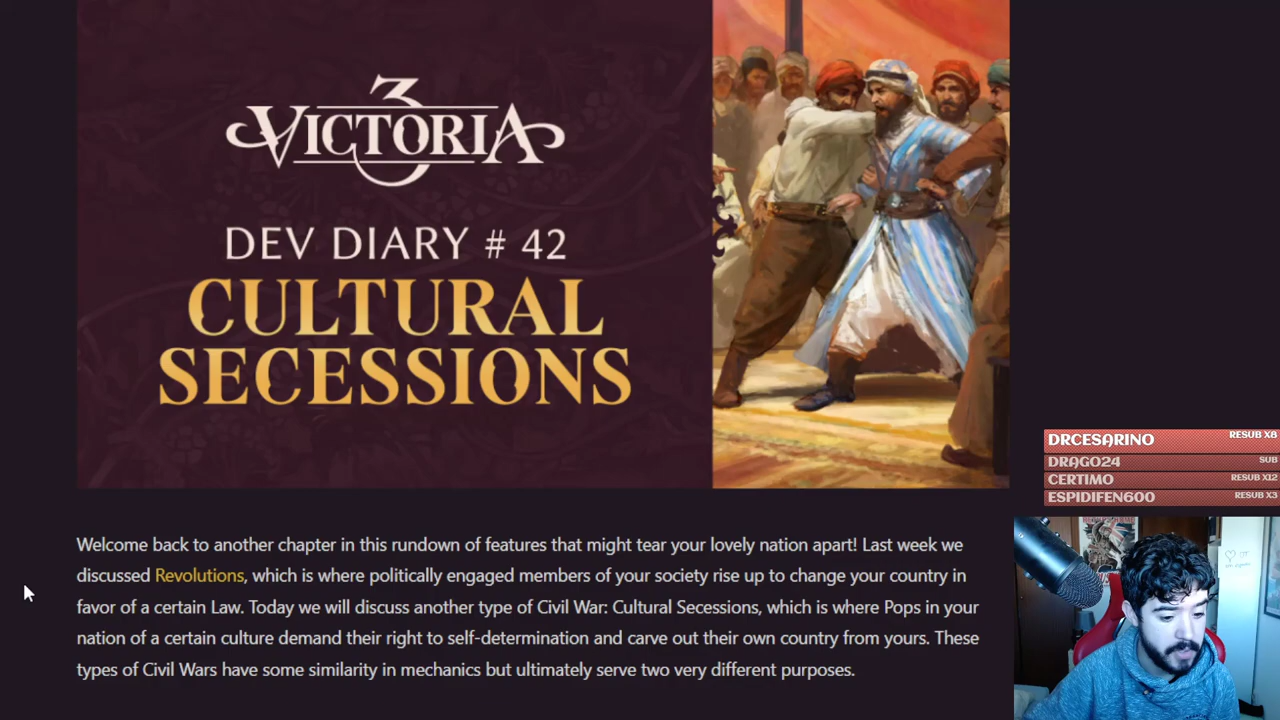 3
VICTORIA
DEV DIARY # 42
CULTURAL
SECESSIONS
Welcome back to another chapter in this rundown of features that might tear your lovely nation apart! Last week we
discussed Revolutions, which is where politically engaged members of your society rise up to change your country in
favor of a certain Law. Today we will discuss another type of Civil War: Cultural Secessions, which is where Pops in your
nation of a certain culture demand their right to self-determination and carve out their own country from yours. These
types of Civil Wars have some similarity in mechanics but ultimately serve two very different purposes.
DRCESARINO RESUB X8
DRAGO24 SUB
CERTIMO RESUB X12
ESPIDIFEN600 RESUB X3